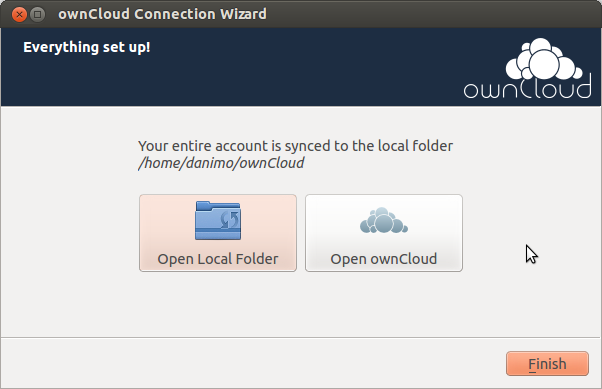 ownCloud Connection Wizard
Everything set up!
ownCloud
Your entire account is synced to the local folder
/home/danimo/ownCloud
Open Local Folder
Open ownCloud
Finish